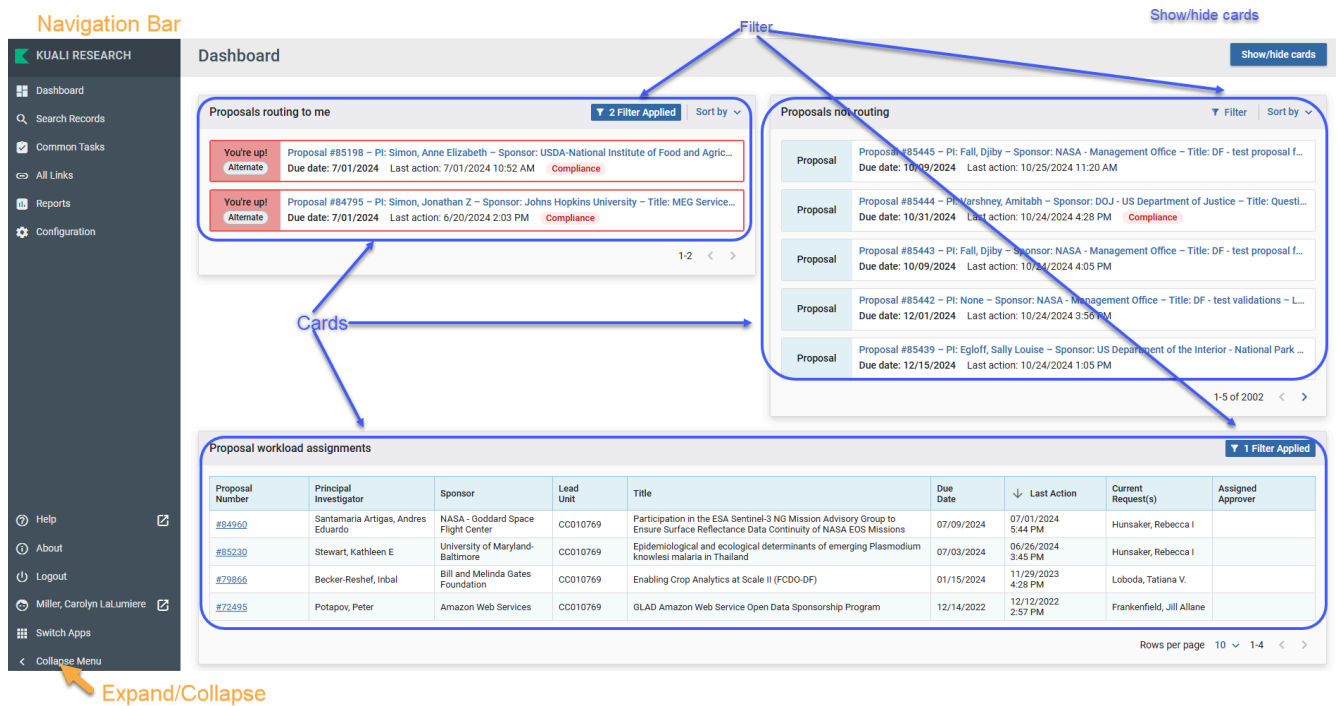 Navigation Bar
Filter
Show/hide cards
KUALI RESEARCH
Dashboard
Show/hide cards
Dashboard
Search Records
Common Tasks
All Links
Reports
Configuration
Proposals routing to me
2 Filter Applied
Sort by
You're up!
Alternate
Proposal #85198 – PI: Simon, Anne Elizabeth – Sponsor: USDA-National Institute of Food and Agric...
Due date: 7/01/2024 Last action: 7/01/2024 10:52 AM Compliance
You're up!
Alternate
Proposal #84795 – PI: Simon, Jonathan Z – Sponsor: Johns Hopkins University – Title: MEG Service...
Due date: 7/01/2024 Last action: 6/20/2024 2:03 PM Compliance
1-2
Cards
Proposals not routing
Filter
Sort by
Proposal
Proposal #85445 – PI: Fall, Djiby – Sponsor: NASA - Management Office – Title: DF - test proposal f...
Due date: 10/09/2024 Last action: 10/25/2024 11:20 AM
Proposal
Proposal #85444 – PI: Varshney, Amitabh – Sponsor: DOJ - US Department of Justice – Title: Questi...
Due date: 10/31/2024 Last action: 10/24/2024 4:28 PM Compliance
Proposal
Proposal #85443 – PI: Fall, Djiby – Sponsor: NASA - Management Office – Title: DF - test proposal f...
Due date: 10/09/2024 Last action: 10/24/2024 4:05 PM
Proposal
Proposal #85442 – PI: None – Sponsor: NASA - Management Office – Title: DF - test validations – L...
Due date: 12/01/2024 Last action: 10/24/2024 3:56 PM
Proposal
Proposal #85439 – PI: Egloff, Sally Louise – Sponsor: US Department of the Interior - National Park ...
Due date: 12/15/2024 Last action: 10/24/2024 1:05 PM
1-5 of 2002
Proposal workload assignments
1 Filter Applied
Proposal Number
Principal Investigator
Sponsor
Lead Unit
Title
Due Date
Last Action
Current Request(s)
Assigned Approver
#84960 Santamaria Artigas, Andres Eduardo NASA - Goddard Space Flight Center CC010769 Participation in the ESA Sentinel-3 NG Mission Advisory Group to Ensure Surface Reflectance Data Continuity of NASA EOS Missions 07/09/2024 07/01/2024 5:44 PM Hunsaker, Rebecca I
#85230 Stewart, Kathleen E University of Maryland-Baltimore CC010769 Epidemiological and ecological determinants of emerging Plasmodium knowlesi malaria in Thailand 07/03/2024 06/26/2024 3:45 PM Hunsaker, Rebecca I
#79866 Becker-Reshef, Inbal Bill and Melinda Gates Foundation CC010769 Enabling Crop Analytics at Scale II (FCDO-DF) 01/15/2024 11/29/2023 4:28 PM Loboda, Tatiana V.
#72495 Potapov, Peter Amazon Web Services CC010769 GLAD Amazon Web Service Open Data Sponsorship Program 12/14/2022 12/12/2022 2:57 PM Frankenfield, Jill Allane
Rows per page 10 1-4
Help
About
Logout
Miller, Carolyn LaLumiere
Switch Apps
Collapse Menu
Expand/Collapse